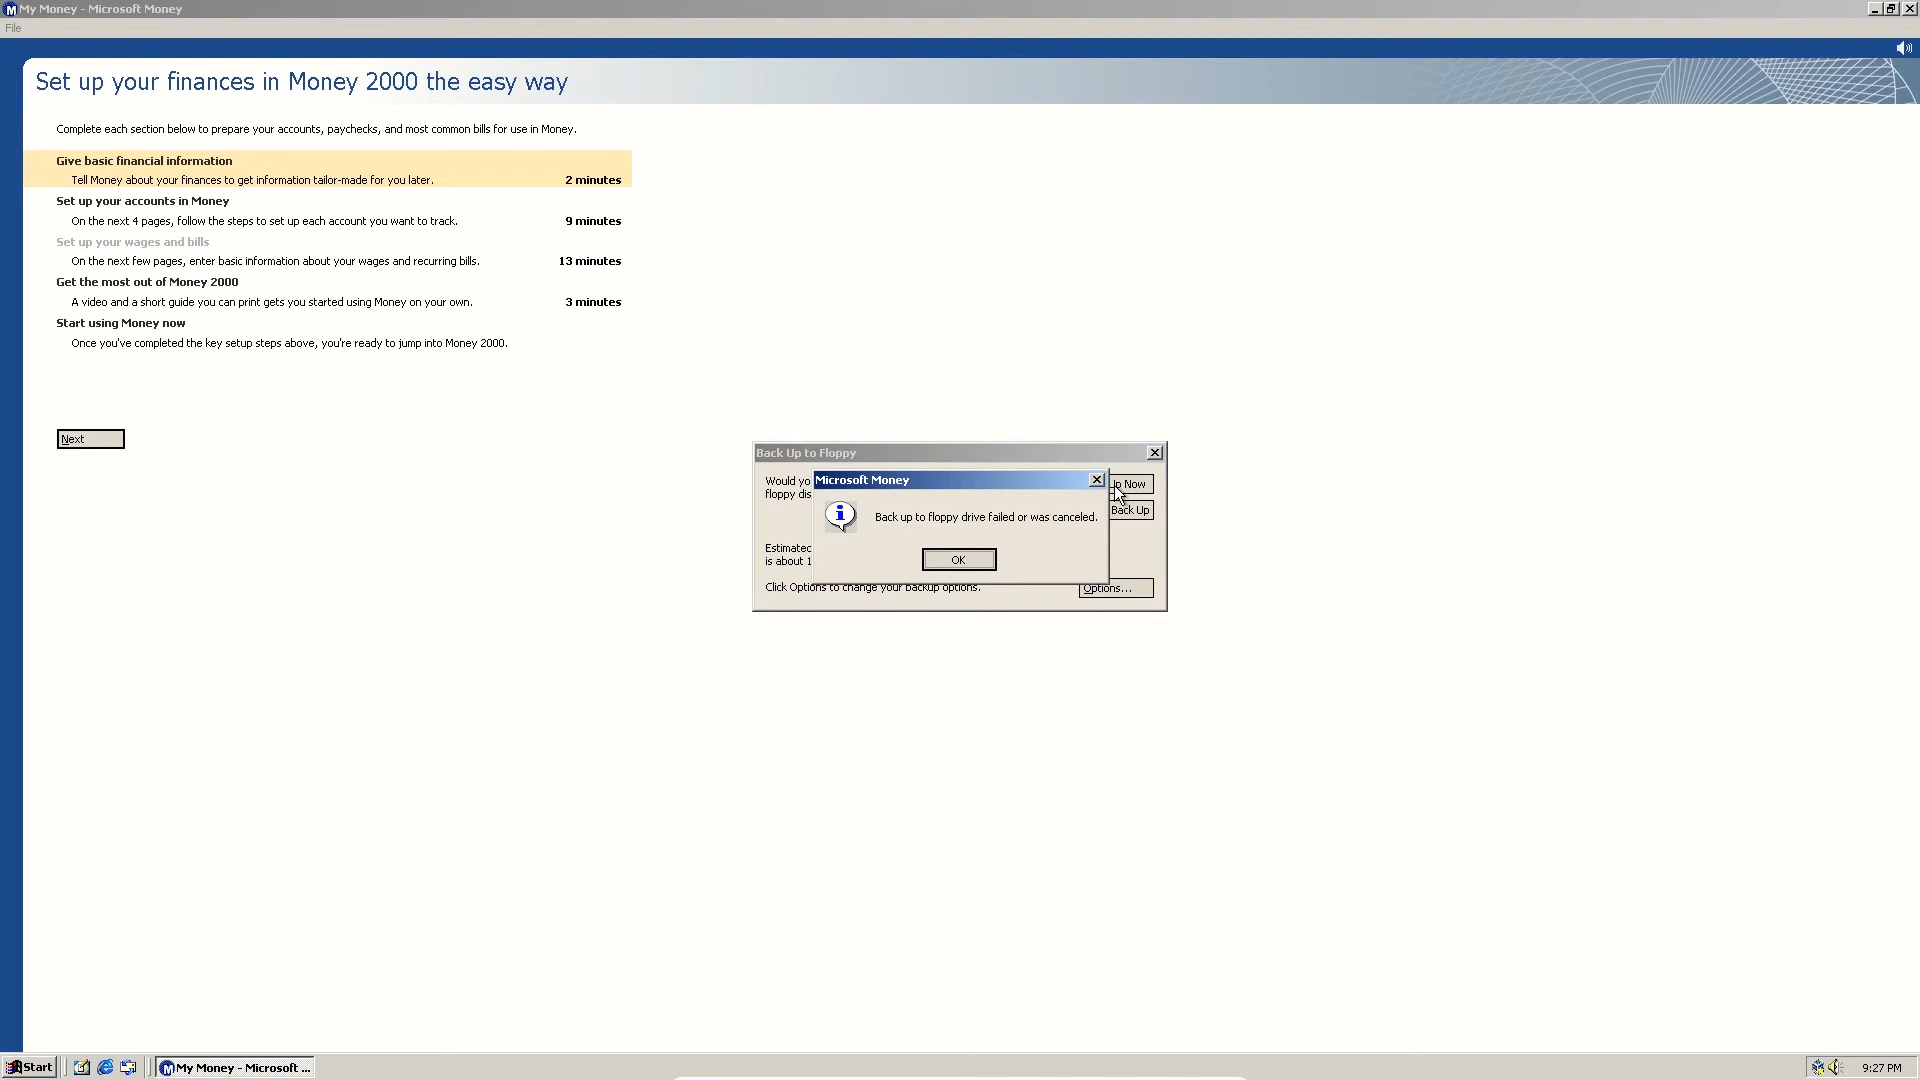 My Money - Microsoft Money
File
Set up your finances in Money 2000 the easy way
Complete each section below to prepare your accounts, paychecks, and most common bills for use in Money.
Give basic financial information
Tell Money about your finances to get information tailor-made for you later. 2 minutes
Set up your accounts in Money
On the next 4 pages, follow the steps to set up each account you want to track. 9 minutes
Set up your wages and bills
On the next few pages, enter basic information about your wages and recurring bills. 13 minutes
Get the most out of Money 2000
A video and a short guide you can print gets you started using Money on your own. 3 minutes
Start using Money now
Once you've completed the key setup steps above, you're ready to jump into Money 2000.
Next
Back Up to Floppy
Would yo
floppy dis
Up Now
Back Up
Microsoft Money
Back up to floppy drive failed or was canceled.
OK
Estimated
is about 1
Click Options to change your backup options.
Options...
Start
My Money - Microsoft ...
9:27 PM